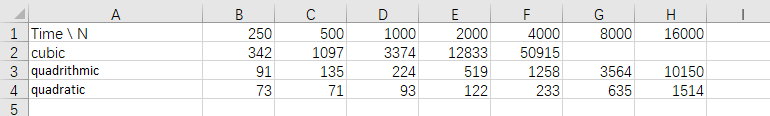 A B C D E F G H I
1 Time \ N 250 500 1000 2000 4000 8000 16000
2 cubic 342 1097 3374 12833 50915
3 quadrithmic 91 135 224 519 1258 3564 10150
4 quadratic 73 71 93 122 233 635 1514
5